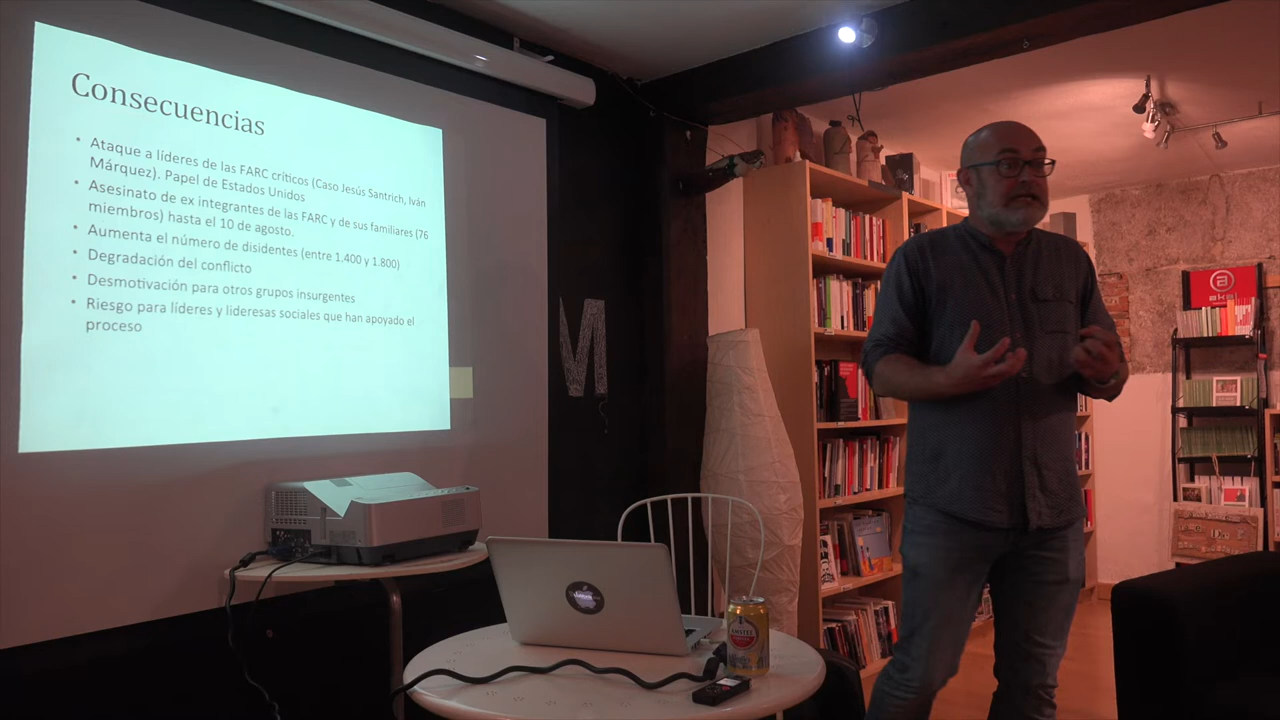 Consecuencias
• Ataque a líderes de las FARC críticos (Caso Jesús Santrich, Iván
Márquez). Papel de Estados Unidos
• Asesinato de ex integrantes de las FARC y de sus familiares (76
miembros) hasta el 10 de agosto.
• Aumenta el número de disidentes (entre 1.400 y 1.800)
• Degradación del conflicto
• Desmotivación para otros grupos insurgentes
• Riesgo para líderes y lideresas sociales que han apoyado el
proceso
M
a
akal
AMSTEL